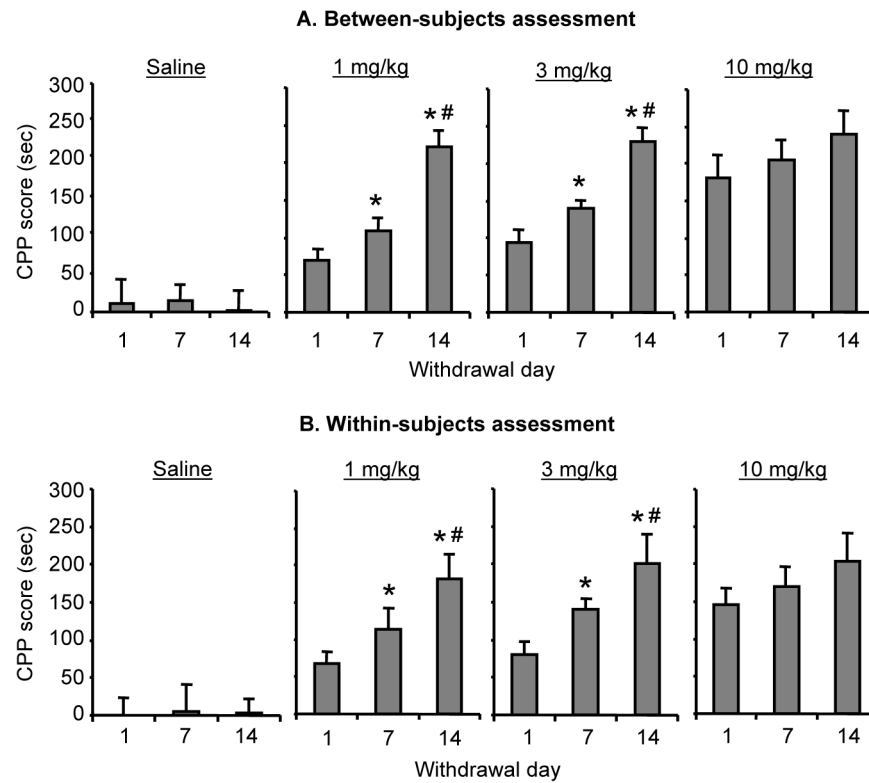 A. Between-subjects assessment
Saline 1 mg/kg 3 mg/kg 10 mg/kg
CPP score (sec)
300
250
200
150
100
50
0
* *# * *#
1 7 14 1 7 14 1 7 14 1 7 14
Withdrawal day
B. Within-subjects assessment
Saline 1 mg/kg 3 mg/kg 10 mg/kg
CPP score (sec)
300
250
200
150
100
50
0
* *# * *#
1 7 14 1 7 14 1 7 14 1 7 14
Withdrawal day